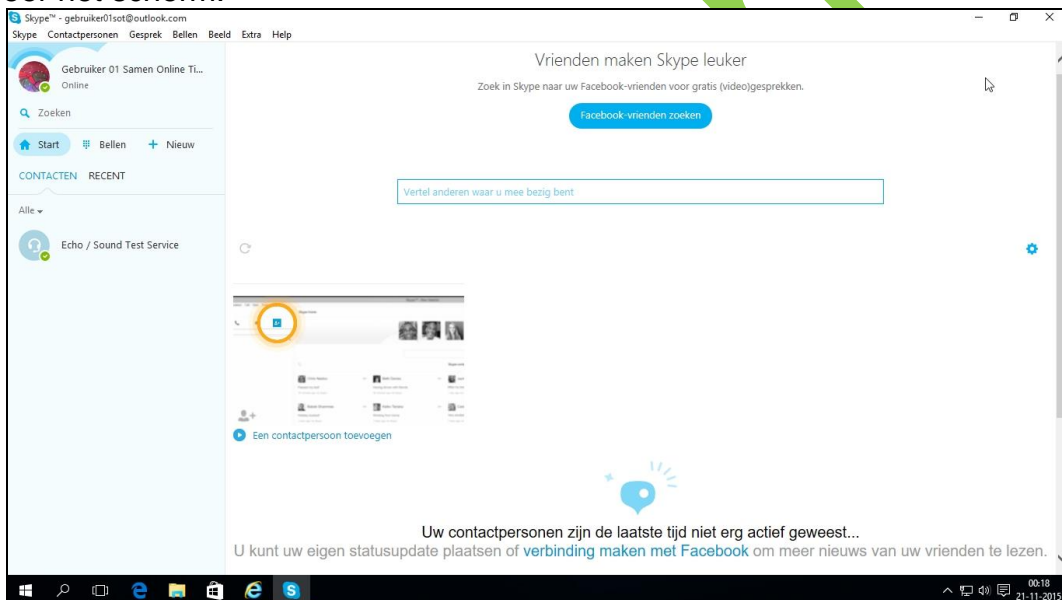 Skype™ - gebruiker01sot@outlook.com
Skype Contactpersonen Gesprek Bellen Beeld Extra Help
Gebruiker 01 Samen Online Ti...
Online
Zoeken
Start Bellen Nieuw
CONTACTEN RECENT
Alle
Echo / Sound Test Service
Vrienden maken Skype leuker
Zoek in Skype naar uw Facebook-vrienden voor gratis (video)gesprekken.
Facebook-vrienden zoeken
Vertel anderen waar u mee bezig bent
Een contactpersoon toevoegen
Uw contactpersonen zijn de laatste tijd niet erg actief geweest...
U kunt uw eigen statusupdate plaatsen of verbinding maken met Facebook om meer nieuws van uw vrienden te lezen.
00:18